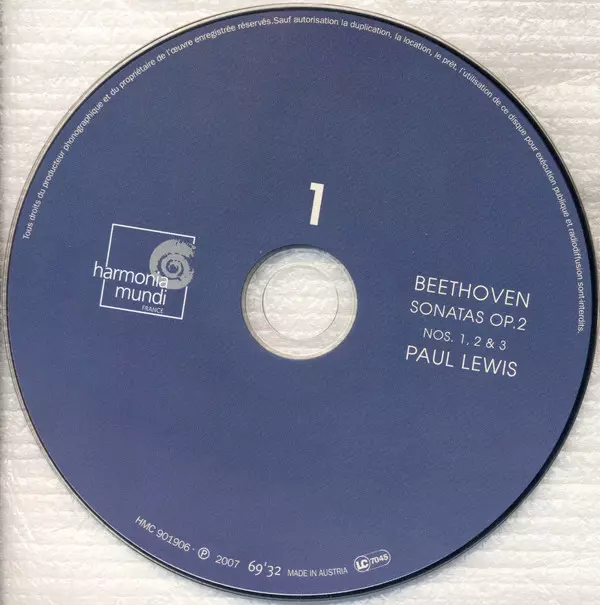 Tous droits du producteur phonographique et du propriétaire de l'œuvre enregistrée réservés.Sauf autorisation la duplication, la location, le prêt, l'utilisation de ce disque pour exécution publique et radiodiffusion sont interdits.
1
harmonia
mundi
FRANCE
BEETHOVEN
SONATAS OP.2
NOS. 1, 2 & 3
PAUL LEWIS
HMC 901906 - ℗ 2007 69'32 MADE IN AUSTRIA LC 7045